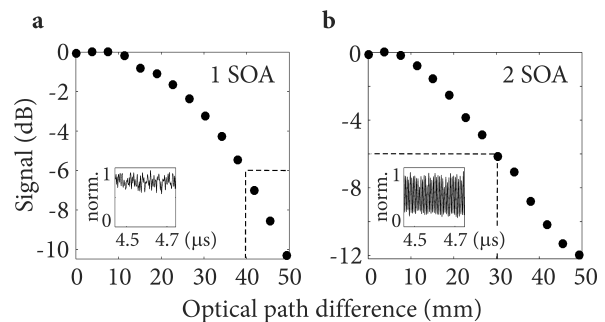 a
1 SOA
Signal (dB)
0
-2
-4
-6
-8
-10
0 10 20 30 40 50
norm.
1
0
4.5 4.7 (μs)
b
2 SOA
0
-4
-8
-12
0 10 20 30 40 50
norm.
1
0
4.5 4.7 (μs)
Optical path difference (mm)